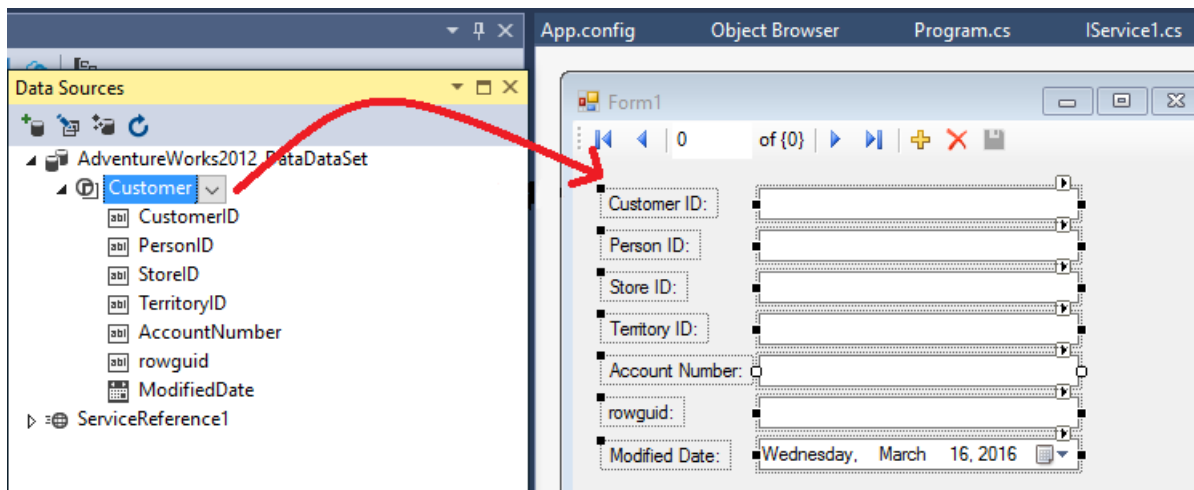 App.config Object Browser Program.cs IService1.cs
Data Sources
AdventureWorks2012_DataDataSet
Customer
CustomerID
PersonID
StoreID
TerritoryID
AccountNumber
rowguid
ModifiedDate
ServiceReference1
Form1
0 of {0}
Customer ID:
Person ID:
Store ID:
Territory ID:
Account Number:
rowguid:
Modified Date: Wednesday, March 16, 2016